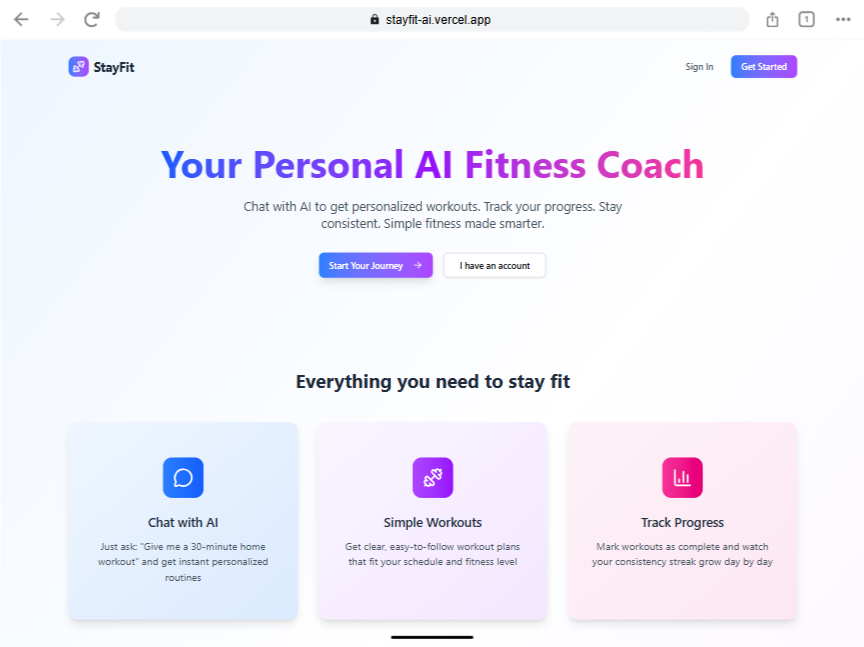 stayfit-ai.vercel.app
1
StayFit
Sign In
Get Started
Your Personal AI Fitness Coach
Chat with AI to get personalized workouts. Track your progress. Stay
consistent. Simple fitness made smarter.
Start Your Journey →
I have an account
Everything you need to stay fit
Chat with AI
Just ask: "Give me a 30-minute home
workout" and get instant personalized
routines
Simple Workouts
Get clear, easy-to-follow workout plans
that fit your schedule and fitness level
Track Progress
Mark workouts as complete and watch
your consistency streak grow day by day